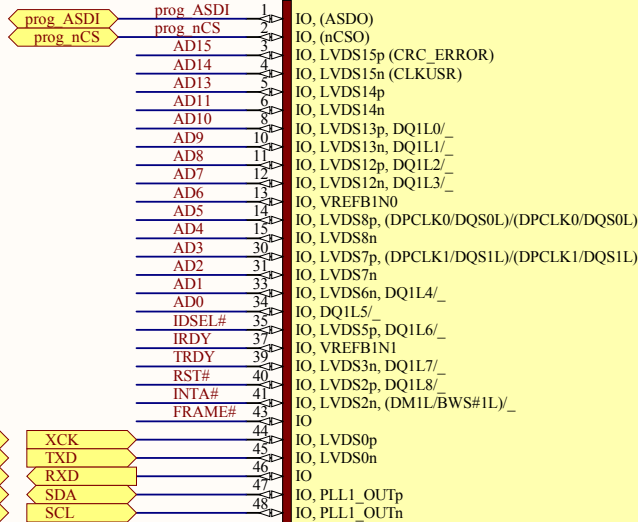 prog_ASDI prog_ASDI 1 IO, (ASDO)
prog_nCS prog_nCS 2 IO, (nCSO)
AD15 3 IO, LVDS15p (CRC_ERROR)
AD14 4 IO, LVDS15n (CLKUSR)
AD13 5 IO, LVDS14p
AD11 6 IO, LVDS14n
AD10 8 IO, LVDS13p, DQ1L0/_
AD9 10 IO, LVDS13n, DQ1L1/_
AD8 11 IO, LVDS12p, DQ1L2/_
AD7 12 IO, LVDS12n, DQ1L3/_
AD6 13 IO, VREFB1N0
AD5 14 IO, LVDS8p, (DPCLK0/DQS0L)/(DPCLK0/DQS0L)
AD4 15 IO, LVDS8n
AD3 30 IO, LVDS7p, (DPCLK1/DQS1L)/(DPCLK1/DQS1L)
AD2 31 IO, LVDS7n
AD1 33 IO, LVDS6n, DQ1L4/_
AD0 34 IO, DQ1L5/_
IDSEL# 35 IO, LVDS5p, DQ1L6/_
IRDY 37 IO, VREFB1N1
TRDY 39 IO, LVDS3n, DQ1L7/_
RST# 40 IO, LVDS2p, DQ1L8/_
INTA# 41 IO, LVDS2n, (DM1L/BWS#1L)/_
FRAME# 43 IO
XCK 44 IO, LVDS0p
TXD 45 IO, LVDS0n
RXD 46 IO
SDA 47 IO, PLL1_OUTp
SCL 48 IO, PLL1_OUTn